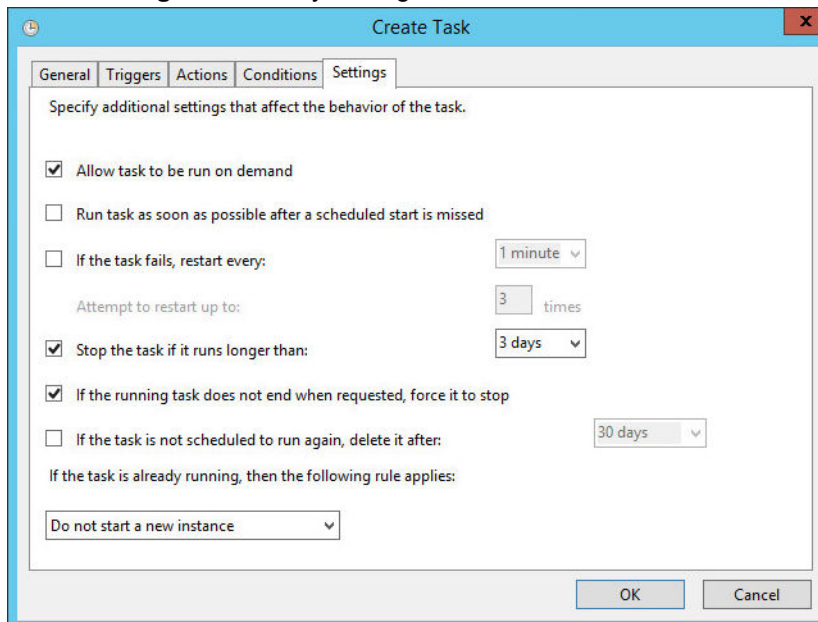 Create Task
x
General Triggers Actions Conditions Settings
Specify additional settings that affect the behavior of the task.
Allow task to be run on demand
Run task as soon as possible after a scheduled start is missed
If the task fails, restart every: 1 minute
Attempt to restart up to: 3 times
Stop the task if it runs longer than: 3 days
If the running task does not end when requested, force it to stop
If the task is not scheduled to run again, delete it after: 30 days
If the task is already running, then the following rule applies:
Do not start a new instance
OK Cancel